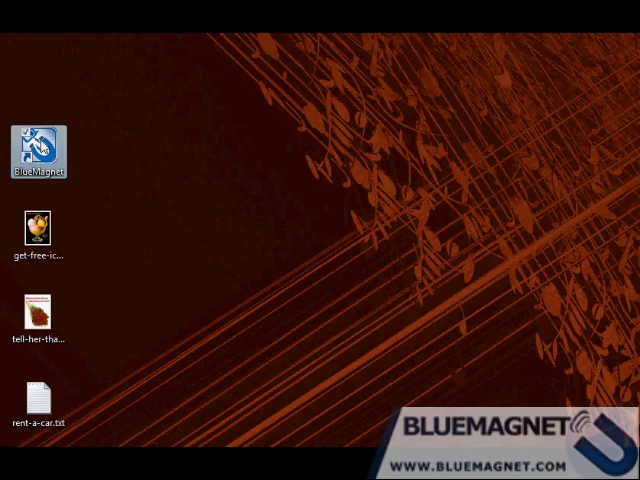 BlueMagnet
get-free-ic...
tell-her-tha...
rent-a-car.txt
BLUEMAGNET
WWW.BLUEMAGNET.COM